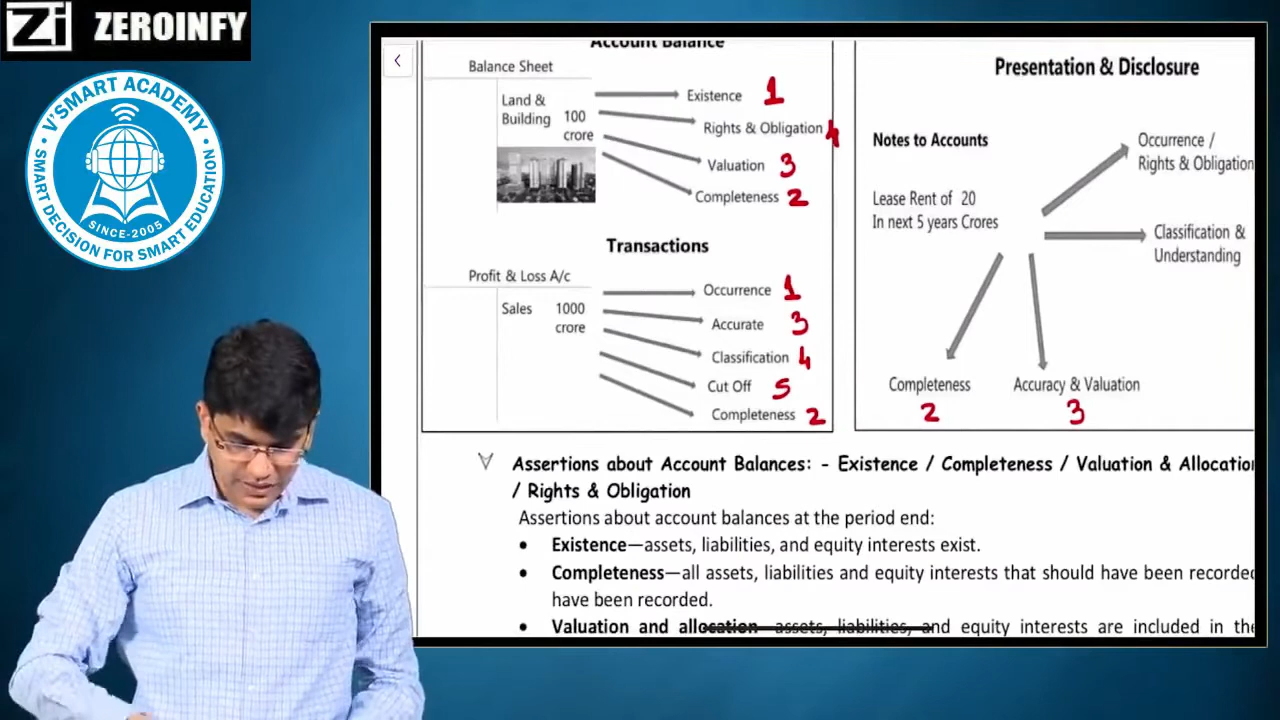 Zi ZEROINFY
V'SMART ACADEMY
SINCE-2005
SMART DECISION FOR SMART EDUCATION
<
Account Balance
Balance Sheet
Land &
Building
100
crore
Existence 1
Rights & Obligation 4
Valuation 3
Completeness 2
Transactions
Profit & Loss A/c
Sales 1000
crore
Occurrence 1
Accurate 3
Classification 4
Cut Off 5
Completeness 2
Presentation & Disclosure
Notes to Accounts
Lease Rent of 20
In next 5 years Crores
Occurrence /
Rights & Obligation
Classification &
Understanding
Completeness
2
Accuracy & Valuation
3
Assertions about Account Balances: - Existence / Completeness / Valuation & Allocation
/ Rights & Obligation
Assertions about account balances at the period end:
• Existence—assets, liabilities, and equity interests exist.
• Completeness—all assets, liabilities and equity interests that should have been recorded
have been recorded.
• Valuation and allocation—assets, liabilities, and equity interests are included in the